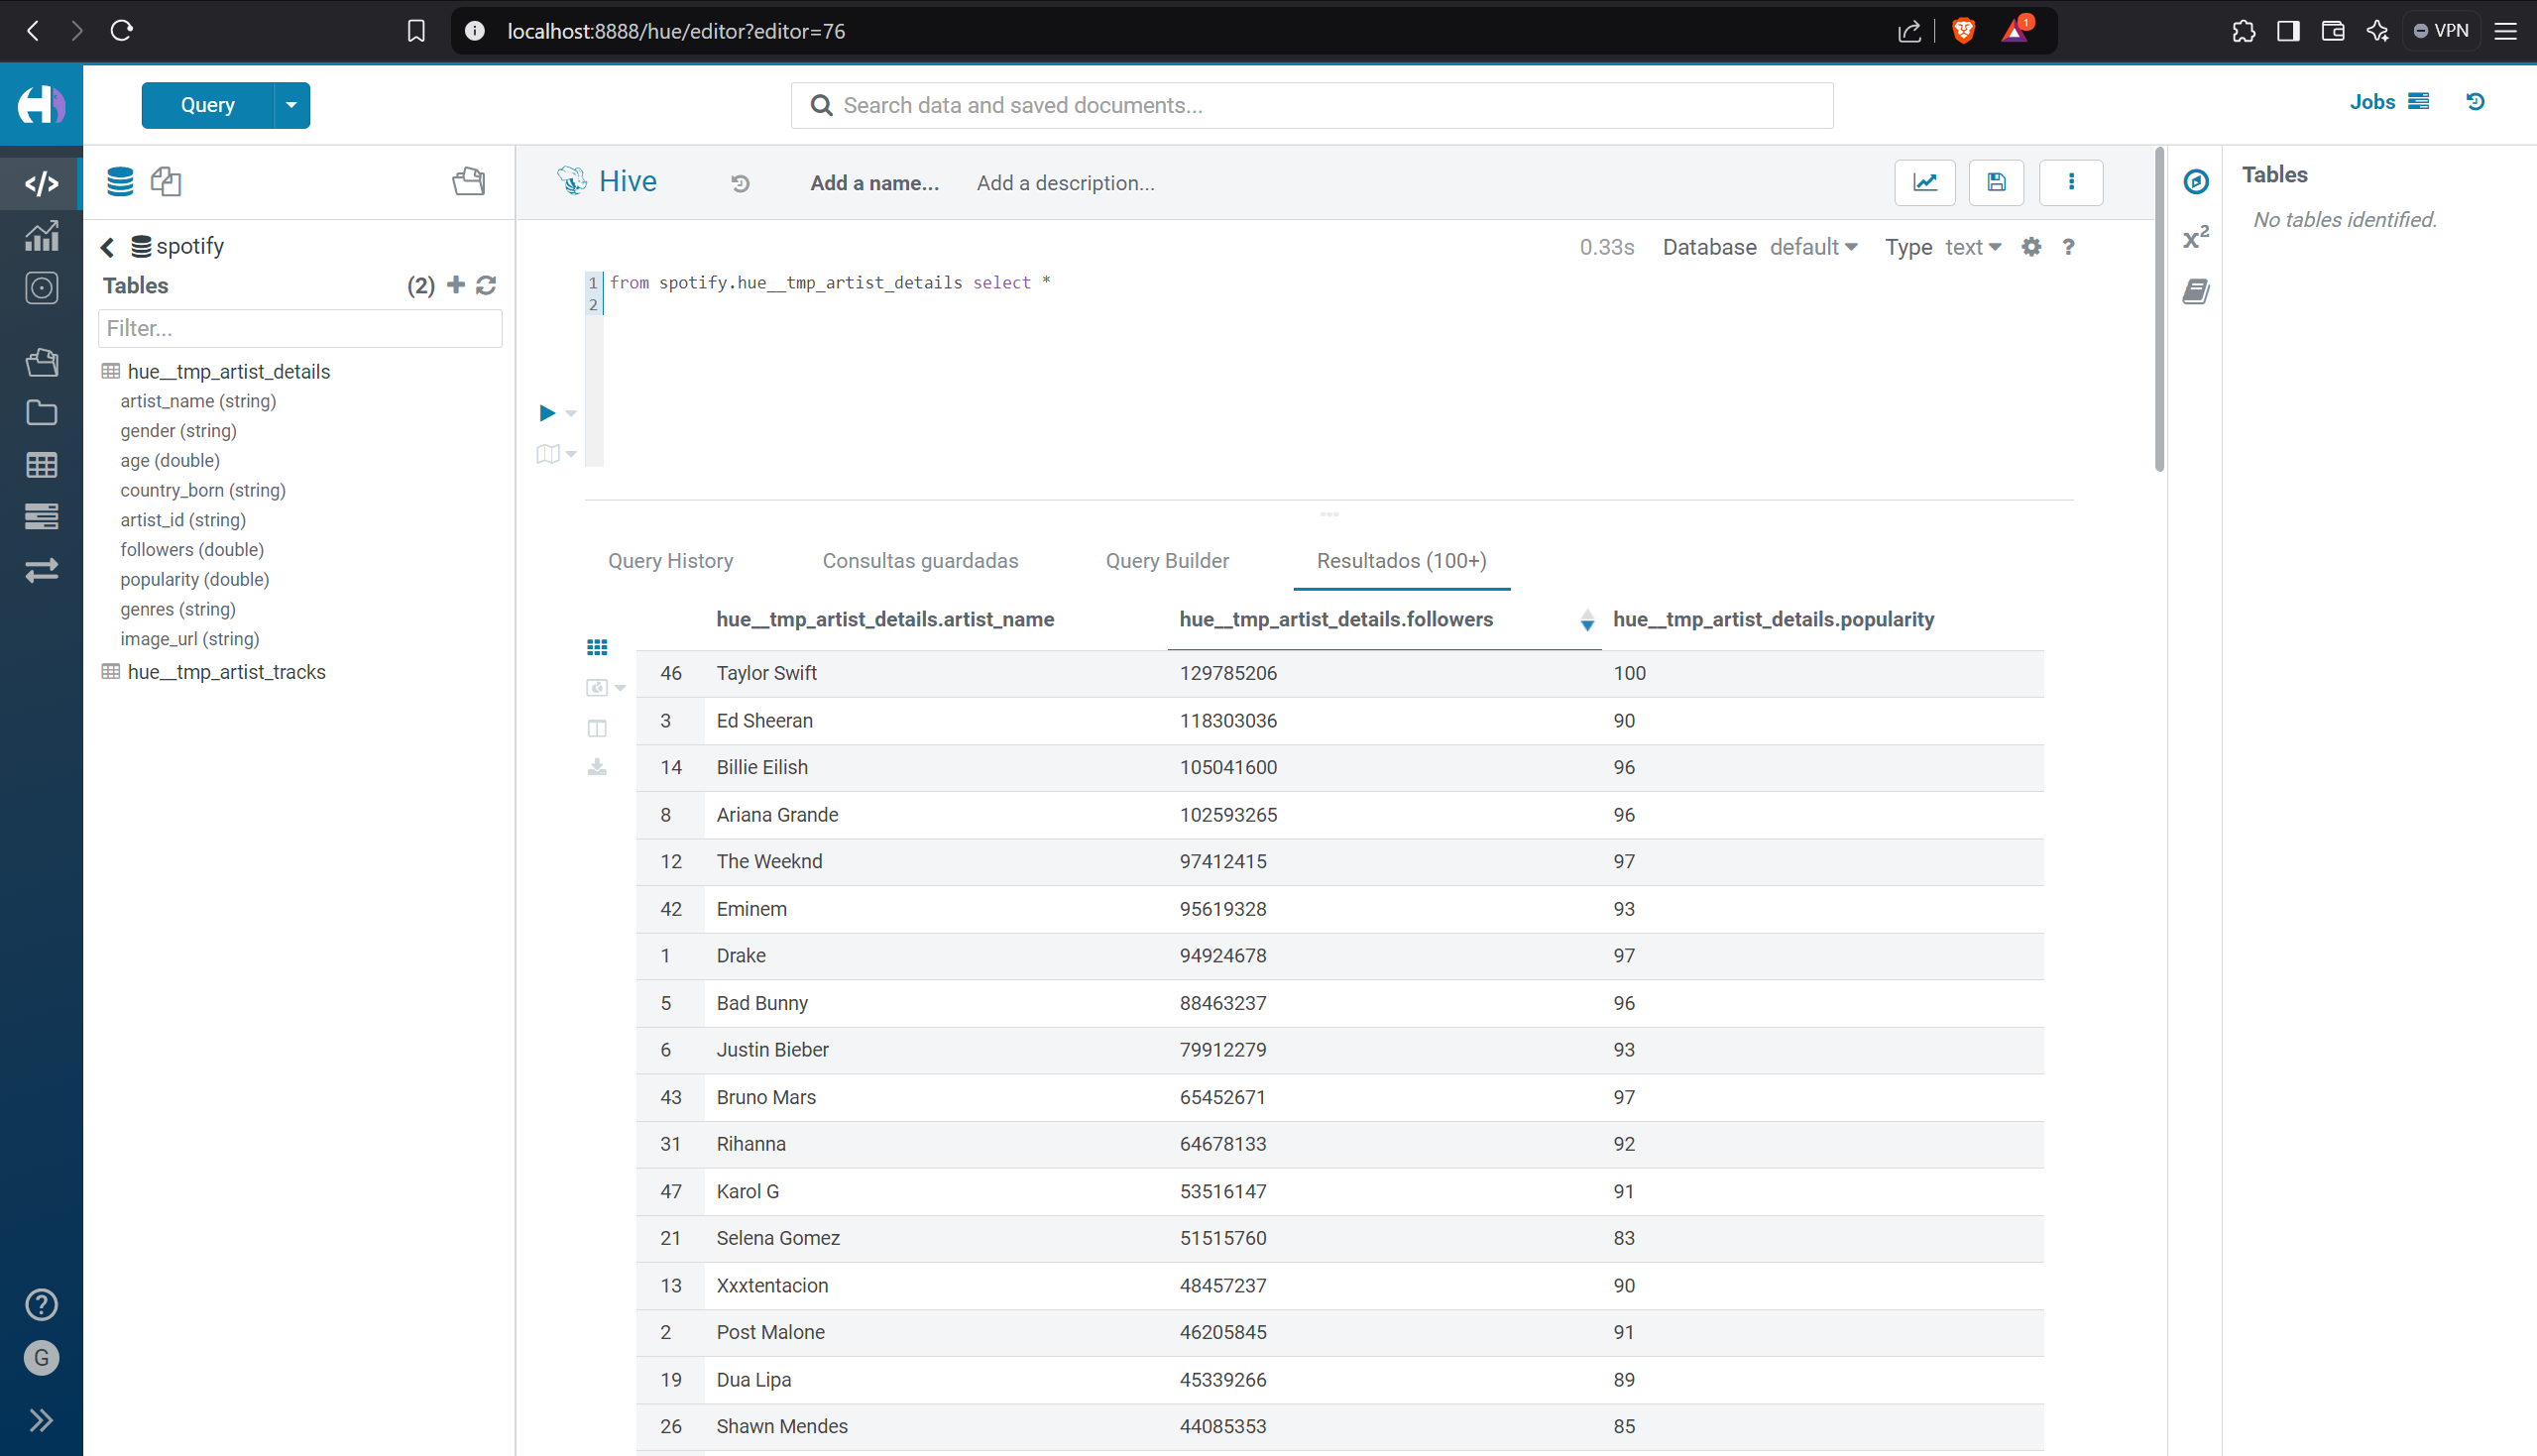 localhost:8888/hue/editor?editor=76
1
VPN
Query
Search data and saved documents...
Jobs
Hive
Add a name...
Add a description...
Tables
No tables identified.
x2
spotify
Tables
(2)
Filter...
hue__tmp_artist_details
artist_name (string)
gender (string)
age (double)
country_born (string)
artist_id (string)
followers (double)
popularity (double)
genres (string)
image_url (string)
hue__tmp_artist_tracks
0.33s Database default Type text ?
1 from spotify.hue__tmp_artist_details select *
2
Query History Consultas guardadas Query Builder Resultados (100+)
hue__tmp_artist_details.artist_name hue__tmp_artist_details.followers hue__tmp_artist_details.popularity
46 Taylor Swift 129785206 100
3 Ed Sheeran 118303036 90
14 Billie Eilish 105041600 96
8 Ariana Grande 102593265 96
12 The Weeknd 97412415 97
42 Eminem 95619328 93
1 Drake 94924678 97
5 Bad Bunny 88463237 96
6 Justin Bieber 79912279 93
43 Bruno Mars 65452671 97
31 Rihanna 64678133 92
47 Karol G 53516147 91
21 Selena Gomez 51515760 83
13 Xxxtentacion 48457237 90
2 Post Malone 46205845 91
19 Dua Lipa 45339266 89
26 Shawn Mendes 44085353 85
?
G